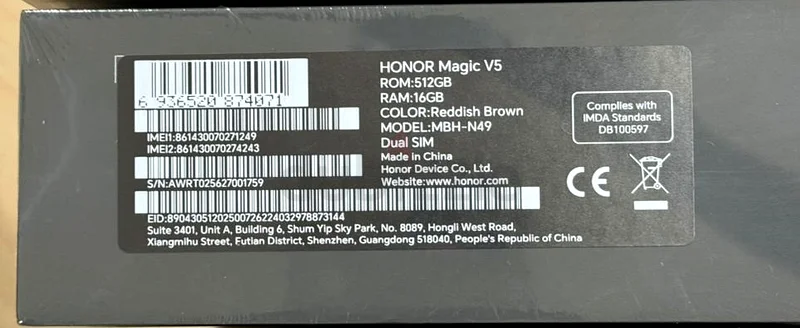 6 936520 874071
IMEI1:861430070271249
IMEI2:861430070274243
S/N:AWRT025627001759
EID:89043051202500726224032978873144
Suite 3401, Unit A, Building 6, Shum Yip Sky Park, No. 8089, Hongli West Road,
Xiangmihu Street, Futian District, Shenzhen, Guangdong 518040, People's Republic of China
HONOR Magic V5
ROM:512GB
RAM:16GB
COLOR:Reddish Brown
MODEL:MBH-N49
Dual SIM
Made in China
Honor Device Co., Ltd.
Website:www.honor.com
Complies with
IMDA Standards
DB100597
CE